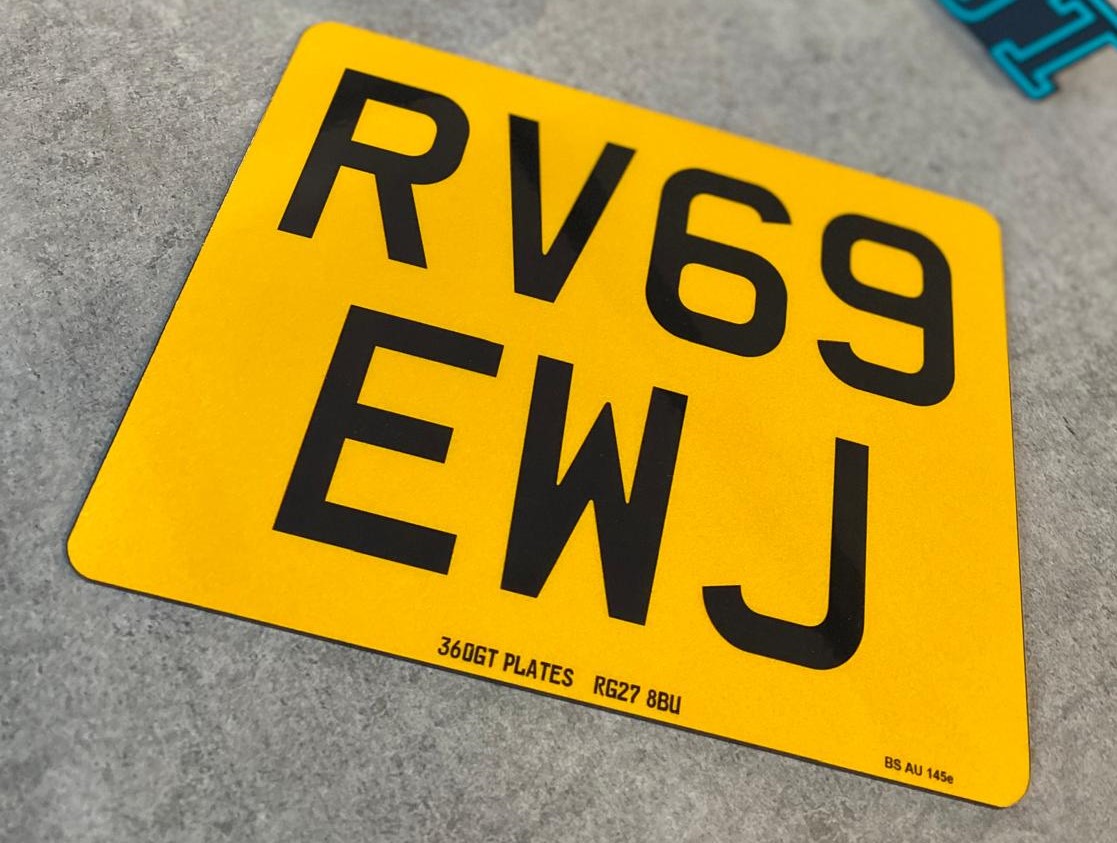 RV69
EWJ
360GT PLATES RG27 8BU
BS AU 145e